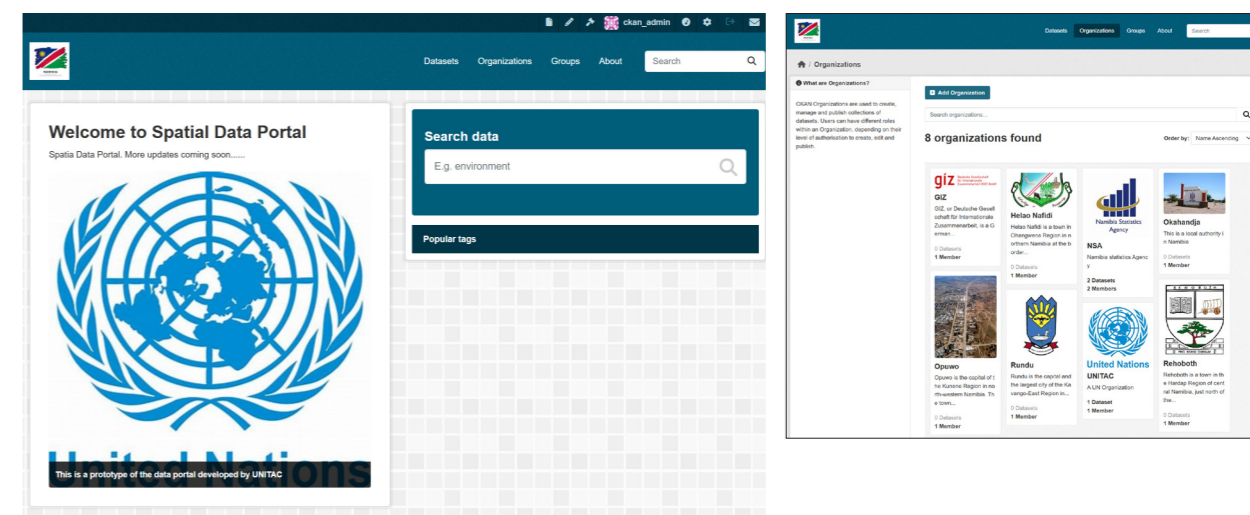 ckan_admin
Datasets Organizations Groups About Search
Welcome to Spatial Data Portal
Spatia Data Portal. More updates coming soon......
United Nations
This is a prototype of the data portal developed by UNITAC
Search data
E.g. environment
Popular tags
Datasets Organizations Groups About Search
/ Organizations
What are Organizations?
CKAN Organizations are used to create,
manage and publish collections of
datasets. Users can have different roles
within an Organization, depending on their
level of authorisation to create, edit and
publish.
Add Organization
Search organizations...
8 organizations found
Order by: Name Ascending
giz
GIZ
GIZ, or Deutsche Gesell
schaft für Internationale
Zusammenarbeit, is a G
erman...
0 Datasets
1 Member
Helao Nafidi
Helao Nafidi is a town in
Ohangwena Region in n
orthern Namibia at the b
order...
0 Datasets
1 Member
Namibia Statistics
Agency
NSA
Namibia statistics Agenc
y
2 Datasets
2 Members
Okahandja
This is a local authority i
n Namibia
0 Datasets
1 Member
Opuwo
Opuwo is the capital of t
he Kunene Region in no
rth-western Namibia. Th
e town...
0 Datasets
1 Member
Rundu
Rundu is the capital and
the largest city of the Ka
vango-East Region in...
0 Datasets
1 Member
United Nations
UNITAC
A UN Organization
1 Dataset
1 Member
REHOBOTH
Rehoboth
Rehoboth is a town in th
e Hardap Region of cent
ral Namibia, just north of
the...
0 Datasets
1 Member